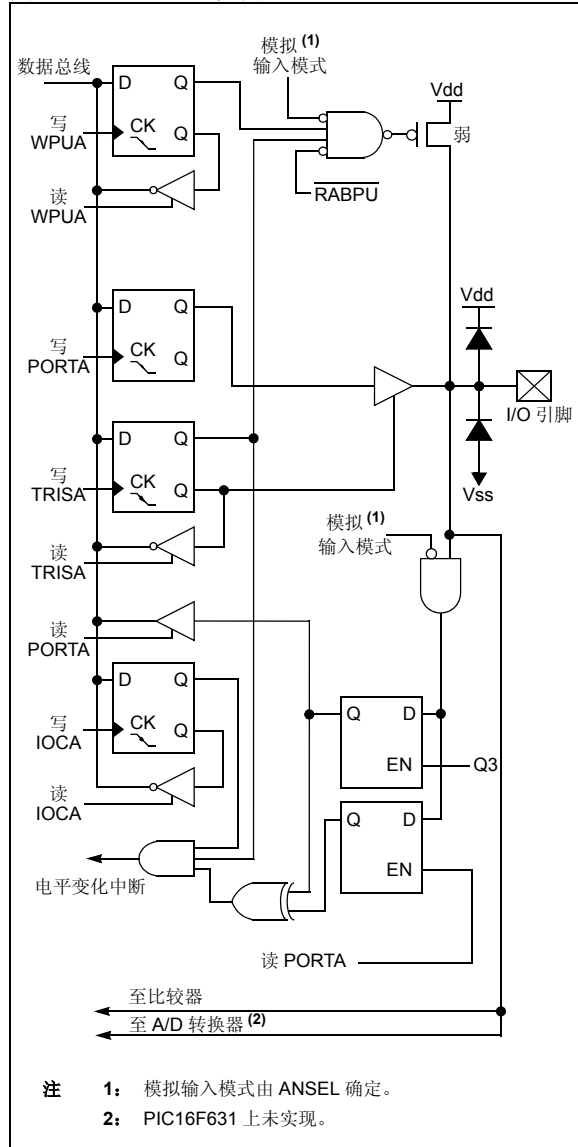 模拟 (1)
输入模式
数据总线
D Q
Vdd
写
WPUA
CK
Q
弱
读
WPUA
RABPU
D Q
Vdd
写
PORTA
CK
Q
I/O 引脚
D Q
写
TRISA
CK
Q
Vss
模拟 (1)
输入模式
读
TRISA
读
PORTA
D Q
写
IOCA
CK
Q
Q D
EN
Q3
读
IOCA
Q D
EN
电平变化中断
读 PORTA
至比较器
至 A/D 转换器 (2)
注 1： 模拟输入模式由 ANSEL 确定。
2： PIC16F631 上未实现。